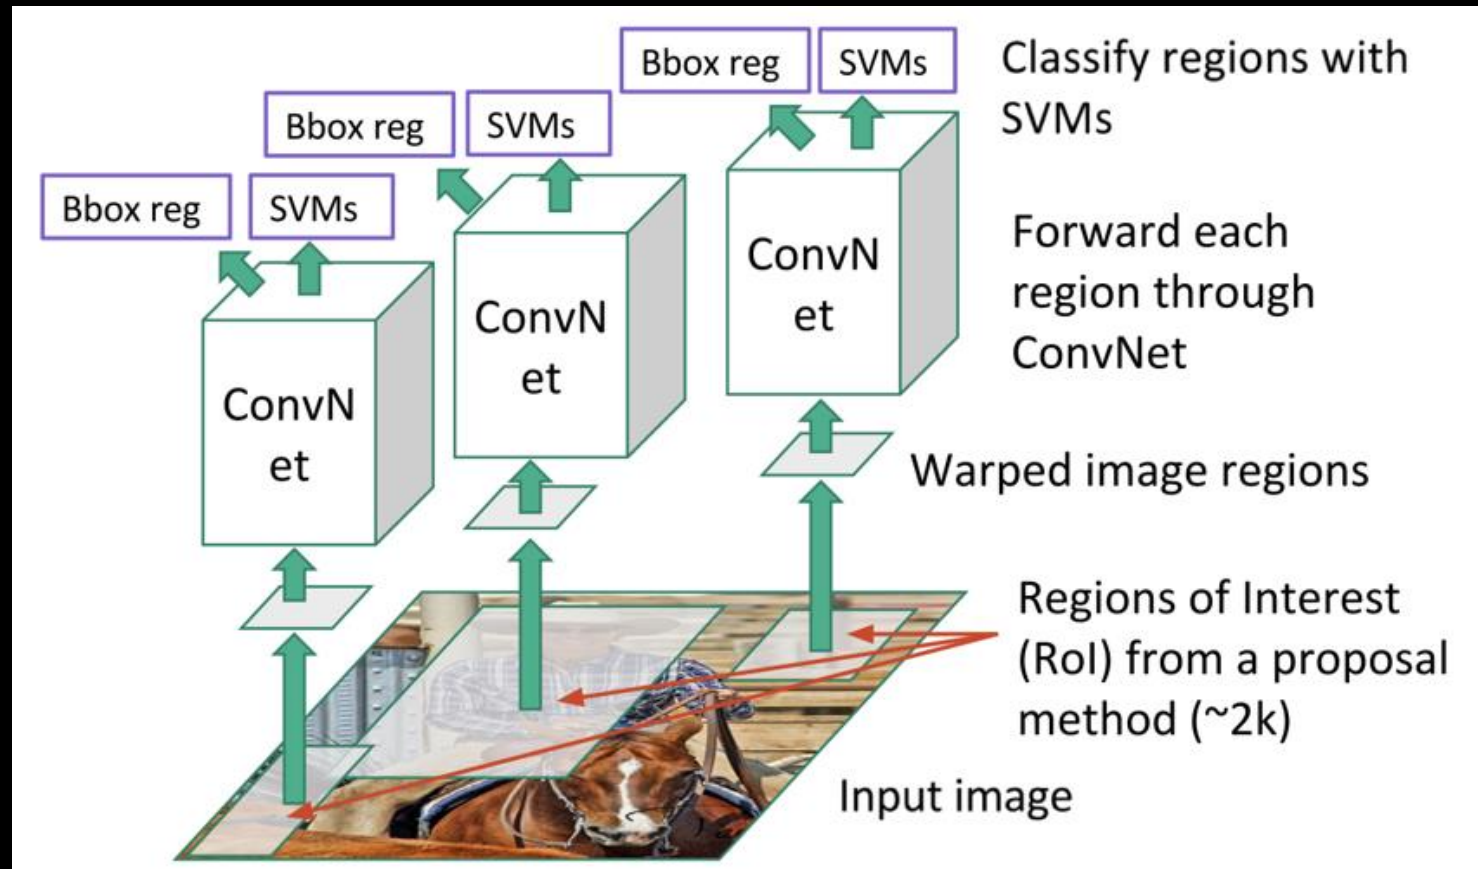 Bbox reg
SVMs
Classify regions with
SVMs
Bbox reg
SVMs
Bbox reg
SVMs
ConvN
et
Forward each
region through
ConvNet
ConvN
et
ConvN
et
Warped image regions
Regions of Interest
(RoI) from a proposal
method (~2k)
Input image